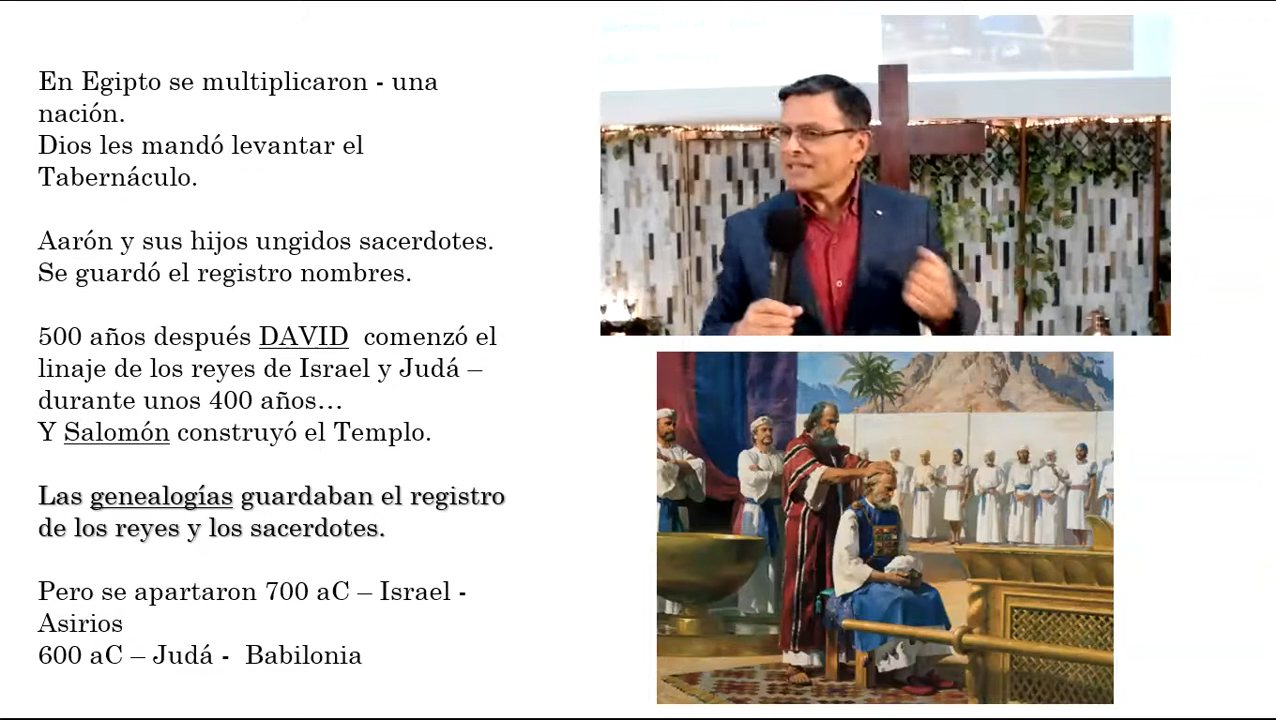 En Egipto se multiplicaron - una
nación.
Dios les mandó levantar el
Tabernáculo.
Aarón y sus hijos ungidos sacerdotes.
Se guardó el registro nombres.
500 años después DAVID comenzó el
linaje de los reyes de Israel y Judá –
durante unos 400 años…
Y Salomón construyó el Templo.
Las genealogías guardaban el registro
de los reyes y los sacerdotes.
Pero se apartaron 700 aC – Israel -
Asirios
600 aC – Judá - Babilonia